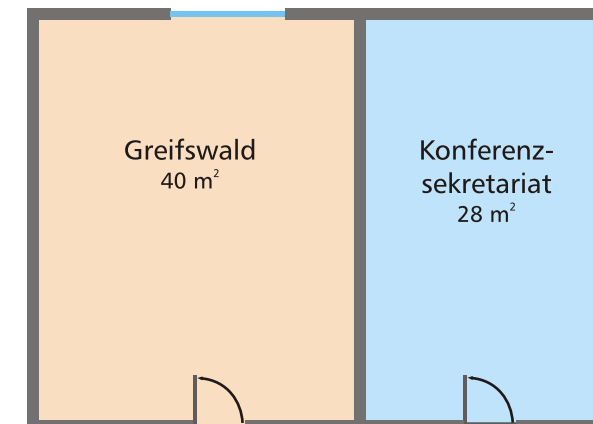 Greifswald
40 m²
Konferenz-
sekretariat
28 m²